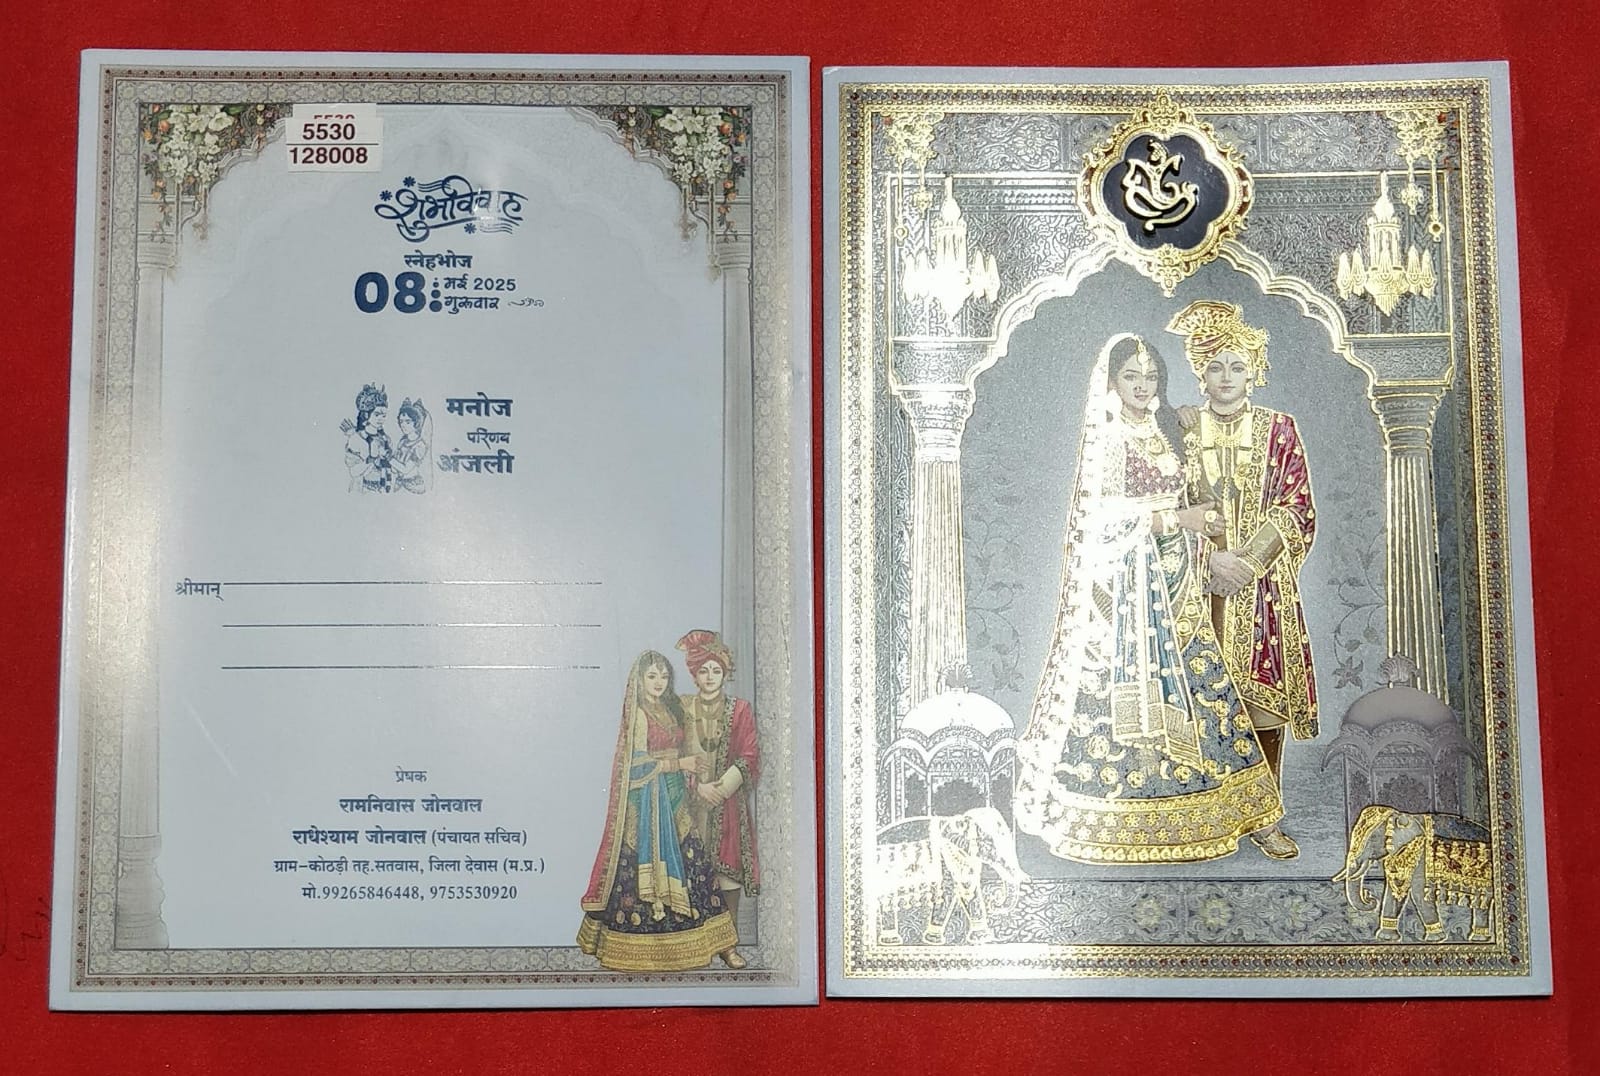 5530
128008
शुभविवाह
स्नेहभोज
08 मई 2025
गुरुवार
मनोज
परिणय
अंजली
श्रीमान्
प्रेषक
रामनिवास जोनवाल
राधेश्याम जोनवाल (पंचायत सचिव)
ग्राम-कोठड़ी तह.सतवास, जिला देवास (म.प्र.)
मो.99265846448, 9753530920